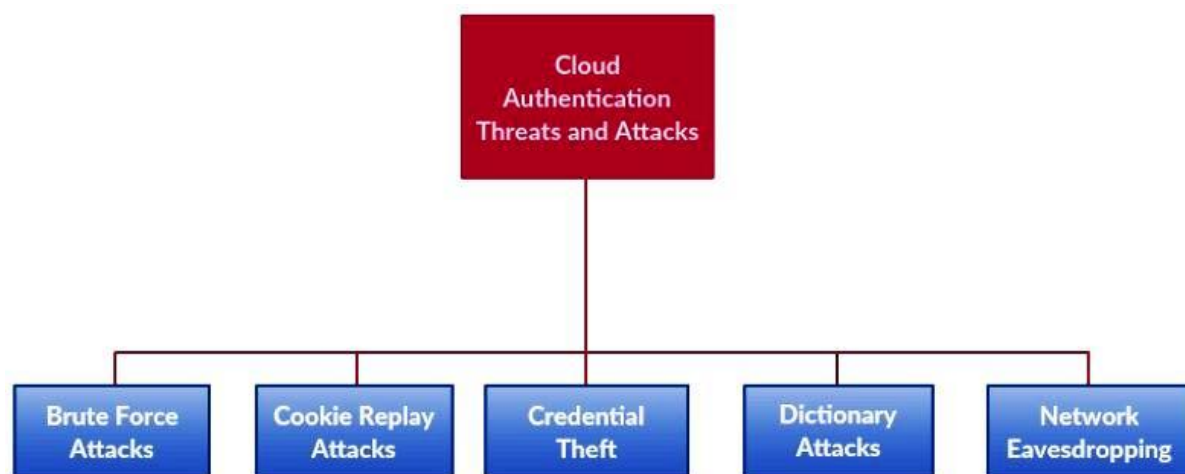 Cloud
Authentication
Threats and Attacks
Brute Force
Attacks
Cookie Replay
Attacks
Credential
Theft
Dictionary
Attacks
Network
Eavesdropping